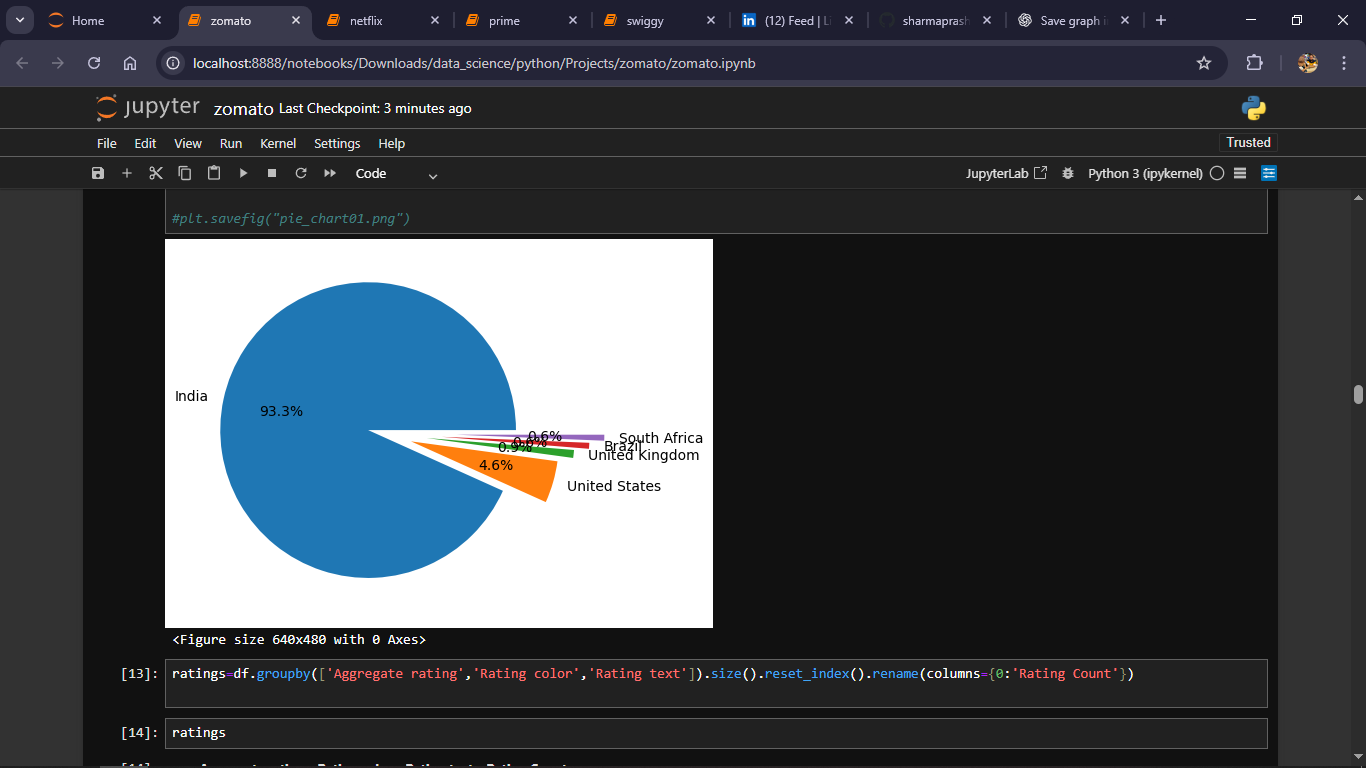 Home
zomato
netflix
prime
swiggy
(12) Feed | Li
sharmaprash
Save graph i
localhost:8888/notebooks/Downloads/data_science/python/Projects/zomato/zomato.ipynb
jupyter zomato Last Checkpoint: 3 minutes ago
File Edit View Run Kernel Settings Help
Trusted
Code
JupyterLab
Python 3 (ipykernel)
#plt.savefig("pie_chart01.png")
India
93.3%
0.6%
South Africa
Brazil
0.9%
United Kingdom
4.6%
United States
<Figure size 640x480 with 0 Axes>
[13]: ratings=df.groupby(['Aggregate rating','Rating color','Rating text']).size().reset_index().rename(columns={0:'Rating Count'})
[14]: ratings